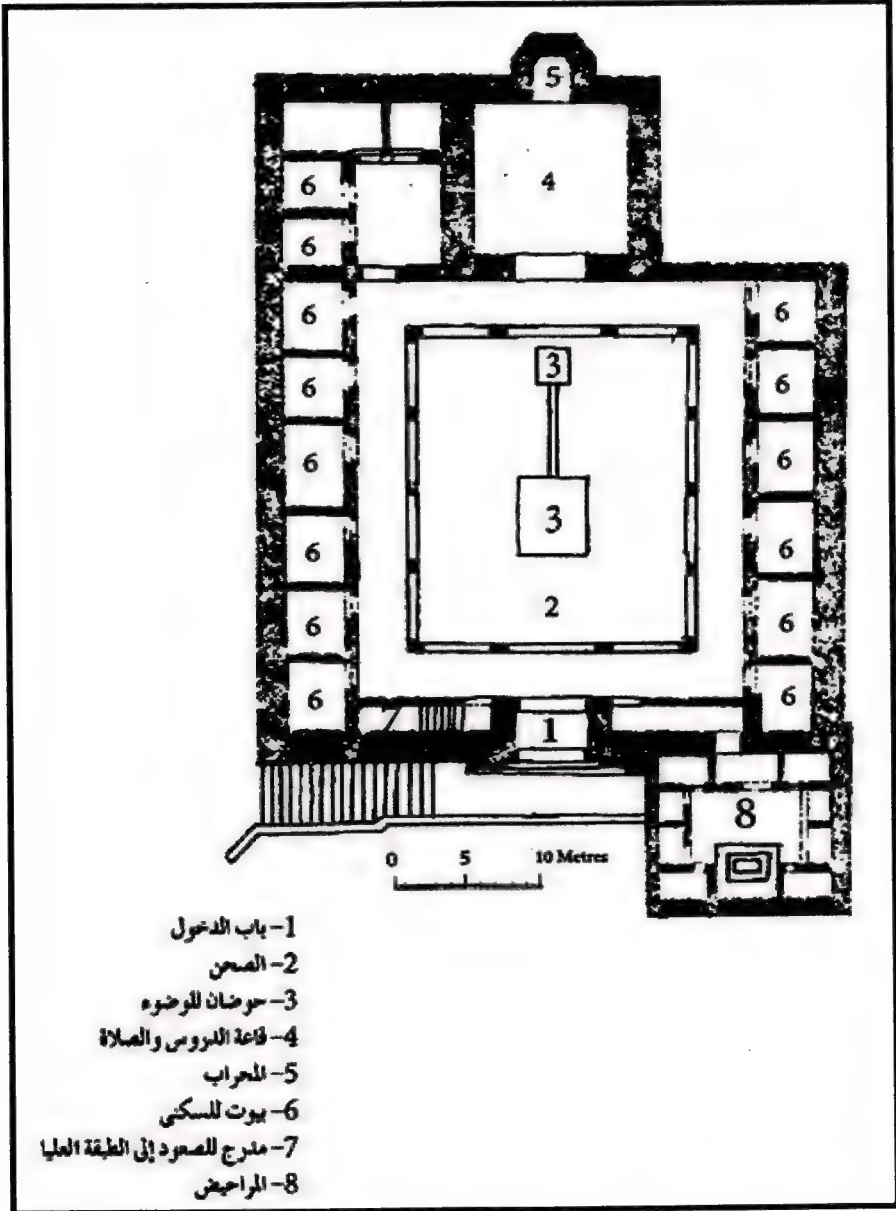 5
4
6
6
6 6
3
6 6
6 6
3
6 6
2
6 6
6 6
1
8
0 5 10 Metres
1- باب الدخول
2- الصحن
3- حوضان للوضوء
4- قاعة الدروس والصلاة
5- المحراب
6- بيوت للسكنى
7- مدرج للصعود إلى الطبقة العليا
8- المراحيض